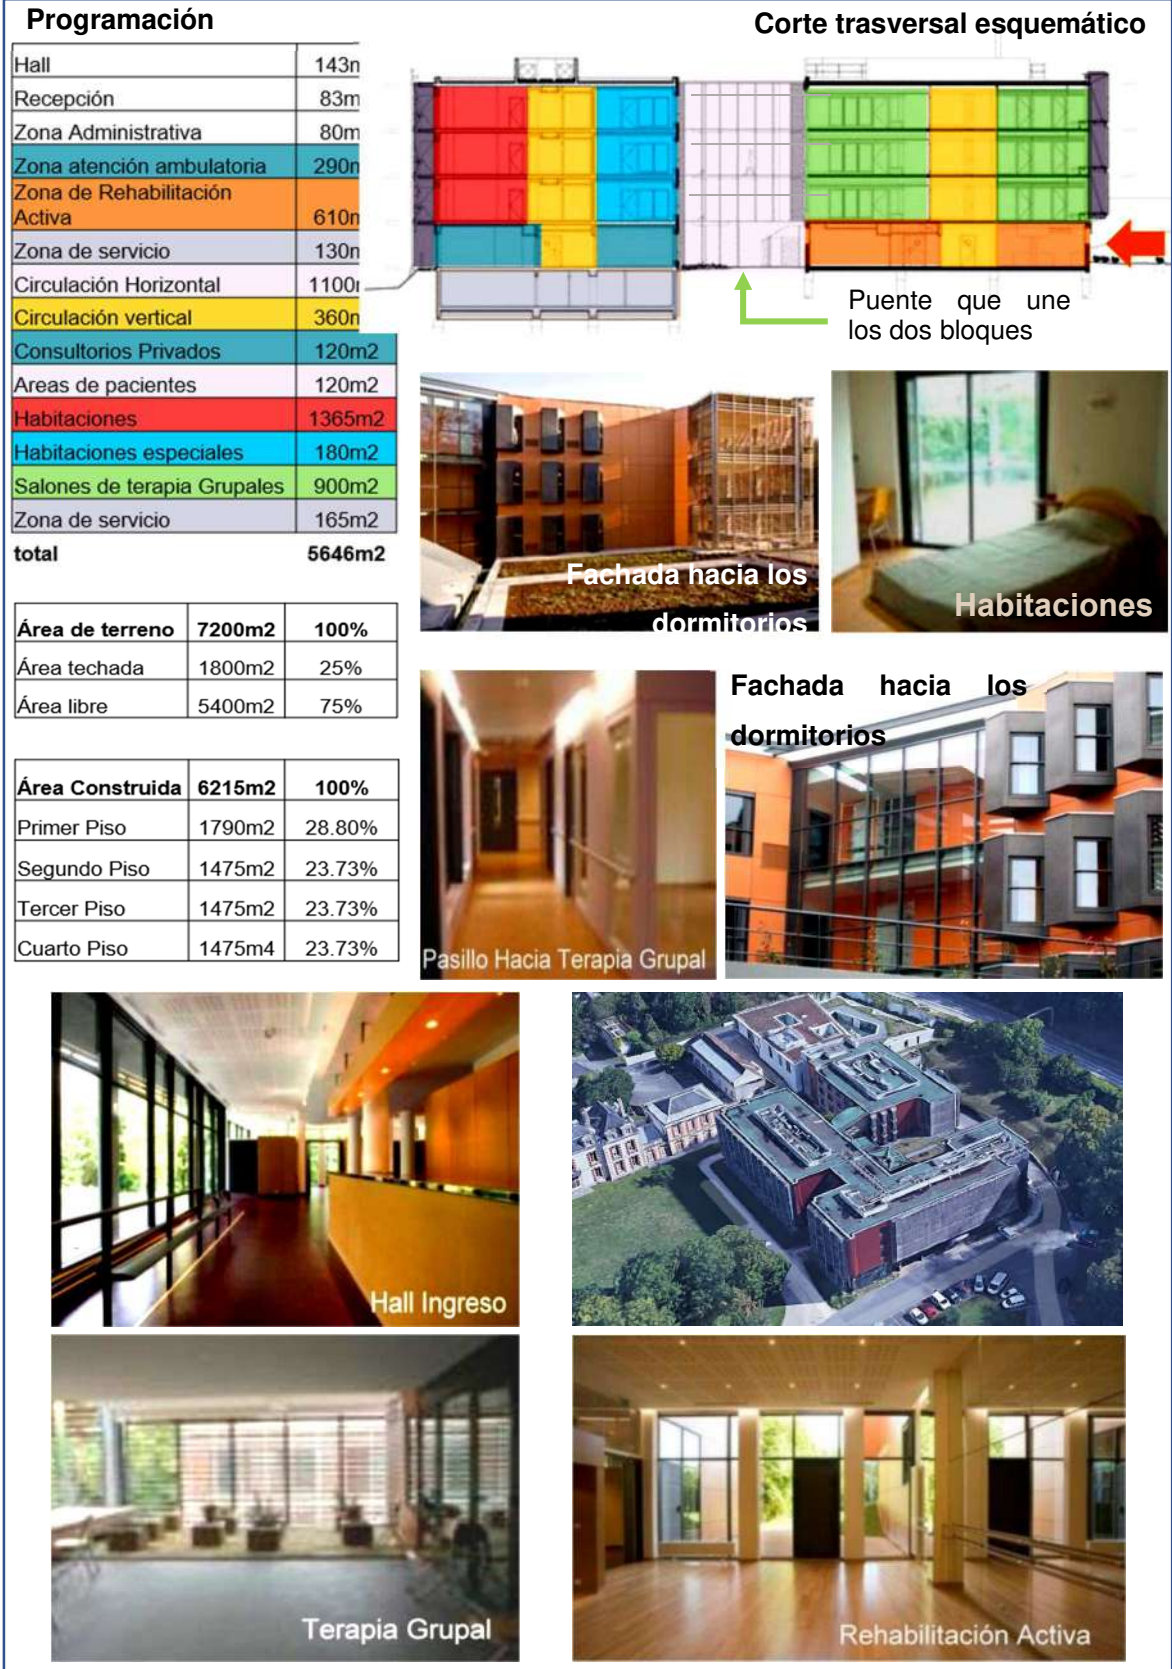 Programación
Corte trasversal esquemático
Hall 143m
Recepción 83m
Zona Administrativa 80m
Zona atención ambulatoria 290m
Zona de Rehabilitación
Activa 610m
Zona de servicio 130m
Circulación Horizontal 1100
Circulación vertical 360m
Consultorios Privados 120m2
Areas de pacientes 120m2
Habitaciones 1365m2
Habitaciones especiales 180m2
Salones de terapia Grupales 900m2
Zona de servicio 165m2
total 5646m2
Puente que une
los dos bloques
Fachada hacia los
dormitorios
Habitaciones
Área de terreno 7200m2 100%
Área techada 1800m2 25%
Área libre 5400m2 75%
Área Construida 6215m2 100%
Primer Piso 1790m2 28.80%
Segundo Piso 1475m2 23.73%
Tercer Piso 1475m2 23.73%
Cuarto Piso 1475m4 23.73%
Pasillo Hacia Terapia Grupal
Fachada hacia los
dormitorios
Hall Ingreso
Terapia Grupal
Rehabilitación Activa